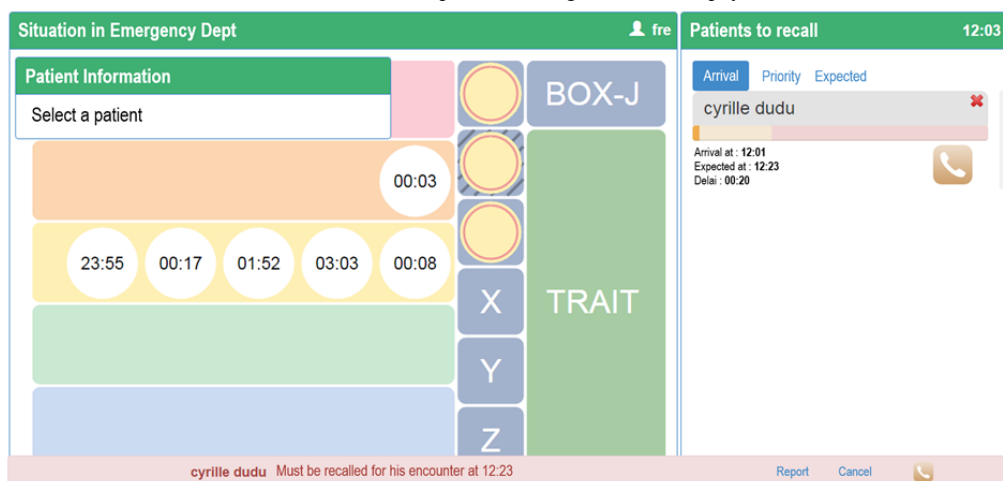 Situation in Emergency Dept
fre
Patient Information
Select a patient
BOX-J
00:03
23:55 00:17 01:52 03:03 00:08
X
TRAIT
Y
Z
Patients to recall 12:03
Arrival Priority Expected
cyrille dudu
Arrival at : 12:01
Expected at : 12:23
Delai : 00:20
cyrille dudu Must be recalled for his encounter at 12:23
Report Cancel